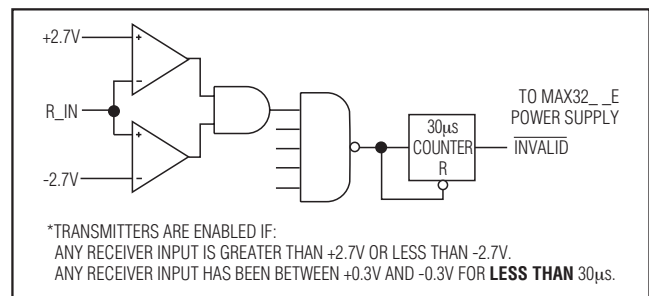 +2.7V
R_IN
-2.7V
+
-
+
-
30μs
COUNTER
R
TO MAX32_ _E
POWER SUPPLY
INVALID
*TRANSMITTERS ARE ENABLED IF:
ANY RECEIVER INPUT IS GREATER THAN +2.7V OR LESS THAN -2.7V.
ANY RECEIVER INPUT HAS BEEN BETWEEN +0.3V AND -0.3V FOR LESS THAN 30μs.